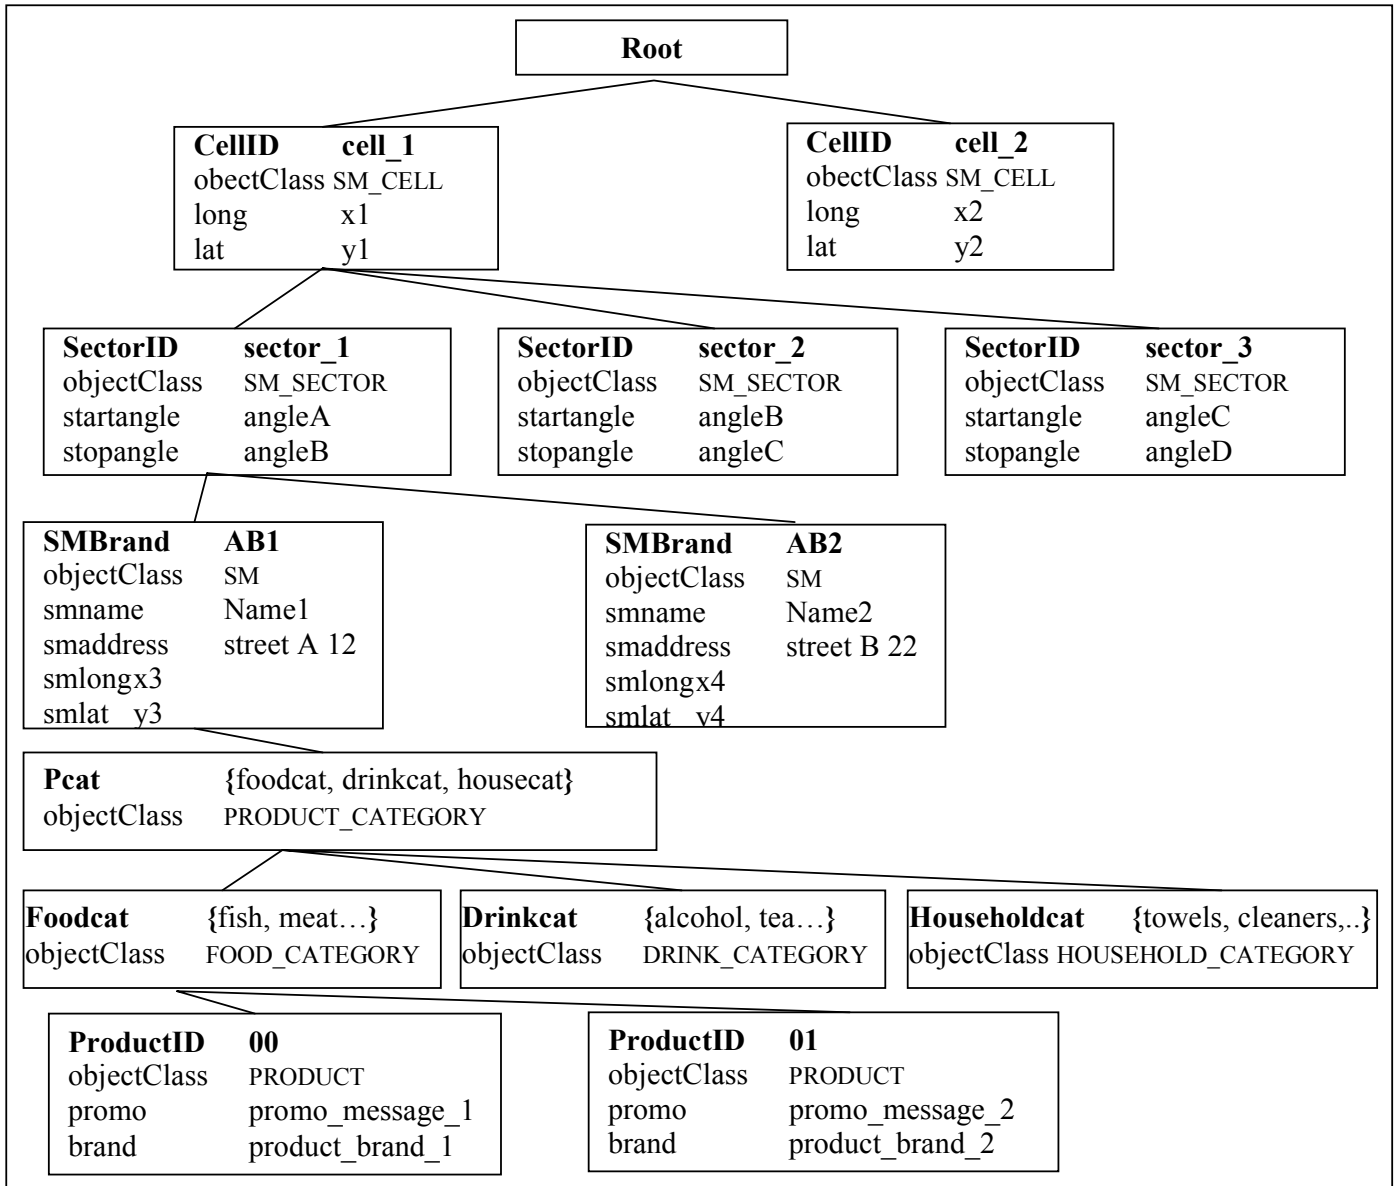 Root
CellID cell_1
obectClass SM_CELL
long x1
lat y1
CellID cell_2
obectClass SM_CELL
long x2
lat y2
SectorID sector_1
objectClass SM_SECTOR
startangle angleA
stopangle angleB
SectorID sector_2
objectClass SM_SECTOR
startangle angleB
stopangle angleC
SectorID sector_3
objectClass SM_SECTOR
startangle angleC
stopangle angleD
SMBrand AB1
objectClass SM
smname Name1
smaddress street A 12
smlongx3
smlat y3
SMBrand AB2
objectClass SM
smname Name2
smaddress street B 22
smlongx4
smlat y4
Pcat {foodcat, drinkcat, housecat}
objectClass PRODUCT_CATEGORY
Foodcat {fish, meat…}
objectClass FOOD_CATEGORY
Drinkcat {alcohol, tea…}
objectClass DRINK_CATEGORY
Householdcat {towels, cleaners,..}
objectClass HOUSEHOLD_CATEGORY
ProductID 00
objectClass PRODUCT
promo promo_message_1
brand product_brand_1
ProductID 01
objectClass PRODUCT
promo promo_message_2
brand product_brand_2